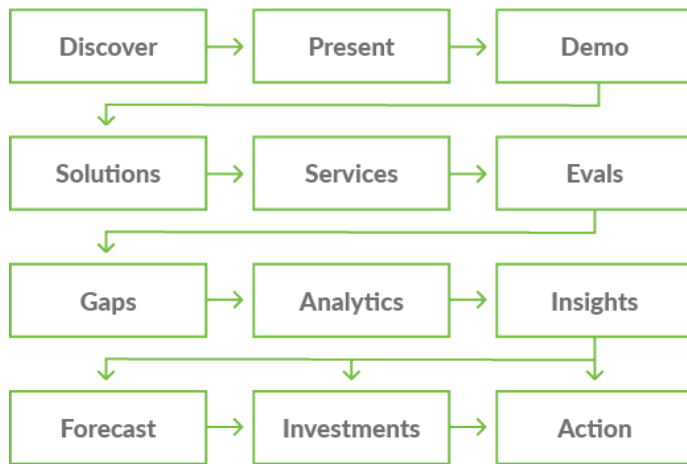 Discover Present Demo
Solutions Services Evals
Gaps Analytics Insights
Forecast Investments Action